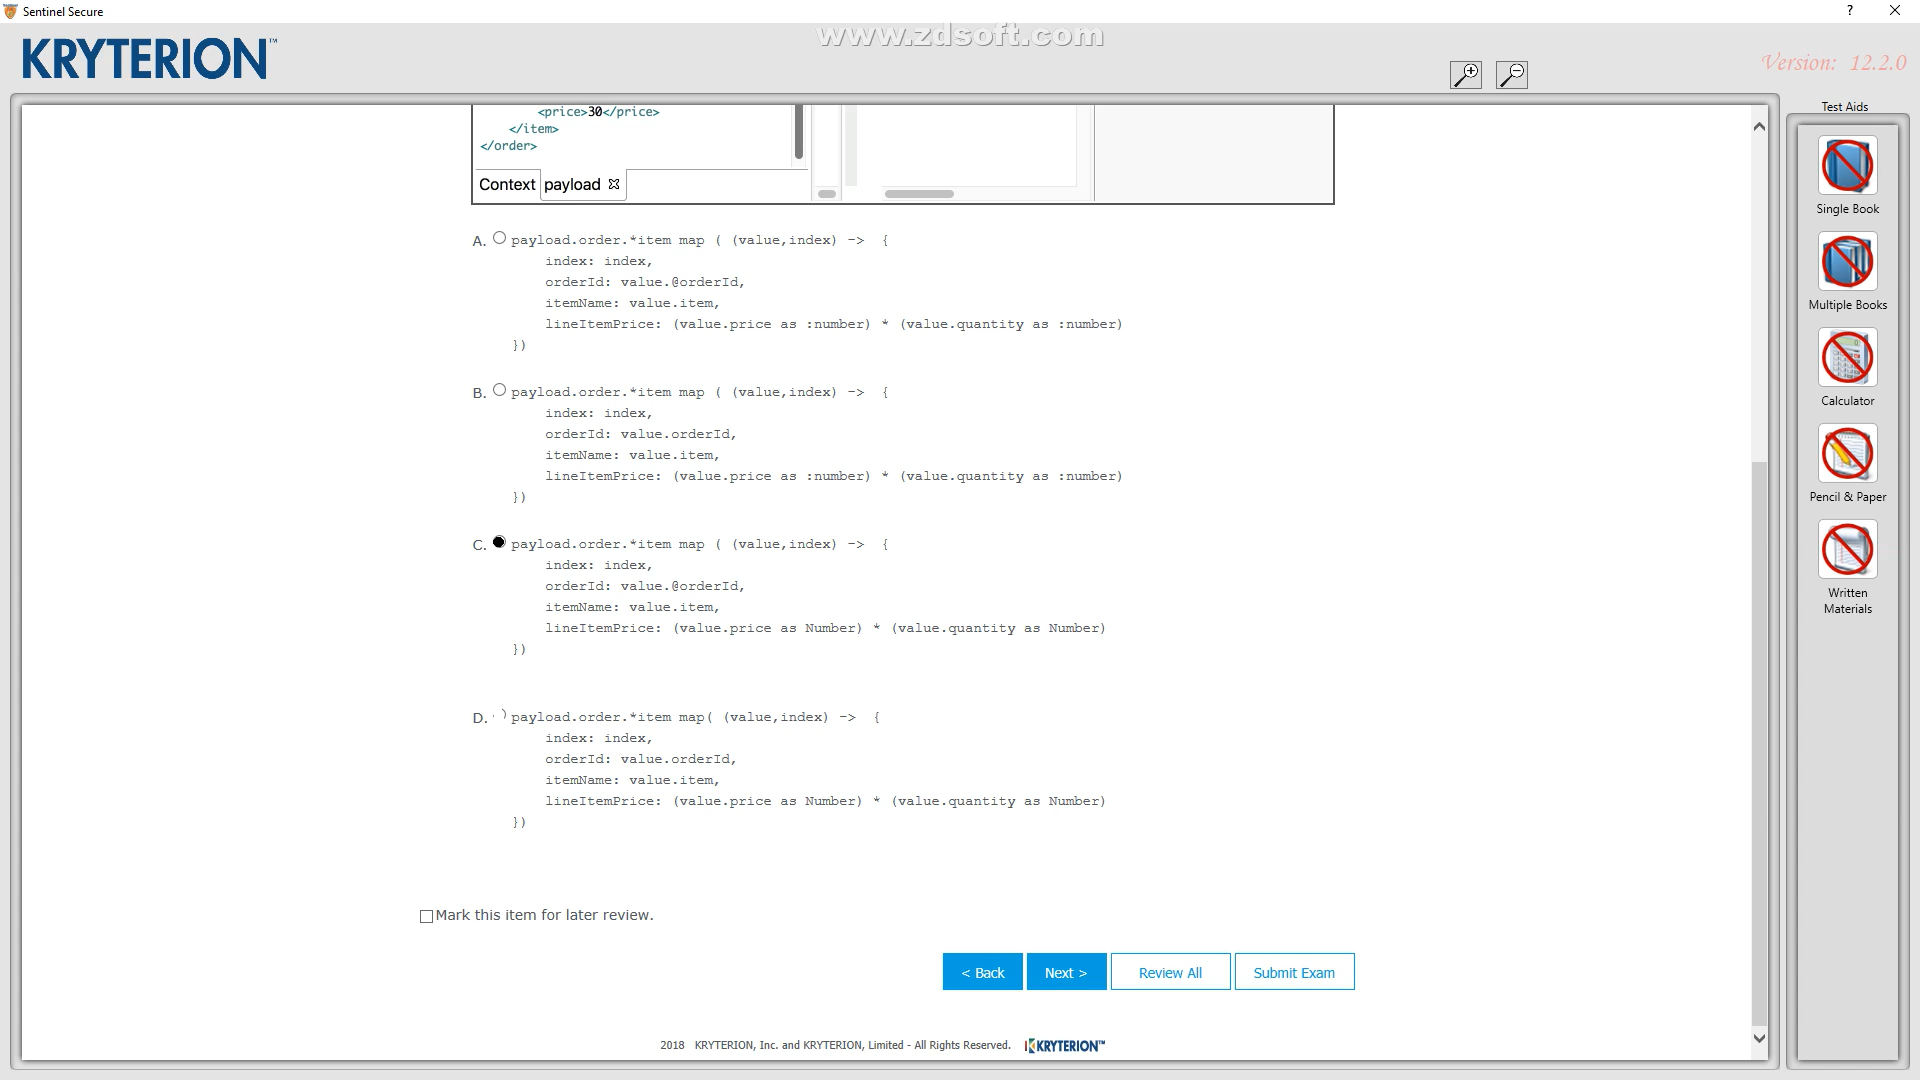 Sentinel Secure
?
www.zdsoft.com
KRYTERION™
Version: 12.2.0
Test Aids
<price>30</price>
</item>
</order>
Context payload
A. payload.order.*item map ( (value,index) -> {
index: index,
orderId: value.@orderId,
itemName: value.item,
lineItemPrice: (value.price as :number) * (value.quantity as :number)
})
B. payload.order.*item map ( (value,index) -> {
index: index,
orderId: value.orderId,
itemName: value.item,
lineItemPrice: (value.price as :number) * (value.quantity as :number)
})
C. payload.order.*item map ( (value,index) -> {
index: index,
orderId: value.@orderId,
itemName: value.item,
lineItemPrice: (value.price as Number) * (value.quantity as Number)
})
D. payload.order.*item map( (value,index) -> {
index: index,
orderId: value.orderId,
itemName: value.item,
lineItemPrice: (value.price as Number) * (value.quantity as Number)
})
Mark this item for later review.
< Back Next > Review All Submit Exam
2018 KRYTERION, Inc. and KRYTERION, Limited - All Rights Reserved. KRYTERION™
Single Book
Multiple Books
Calculator
Pencil & Paper
Written
Materials